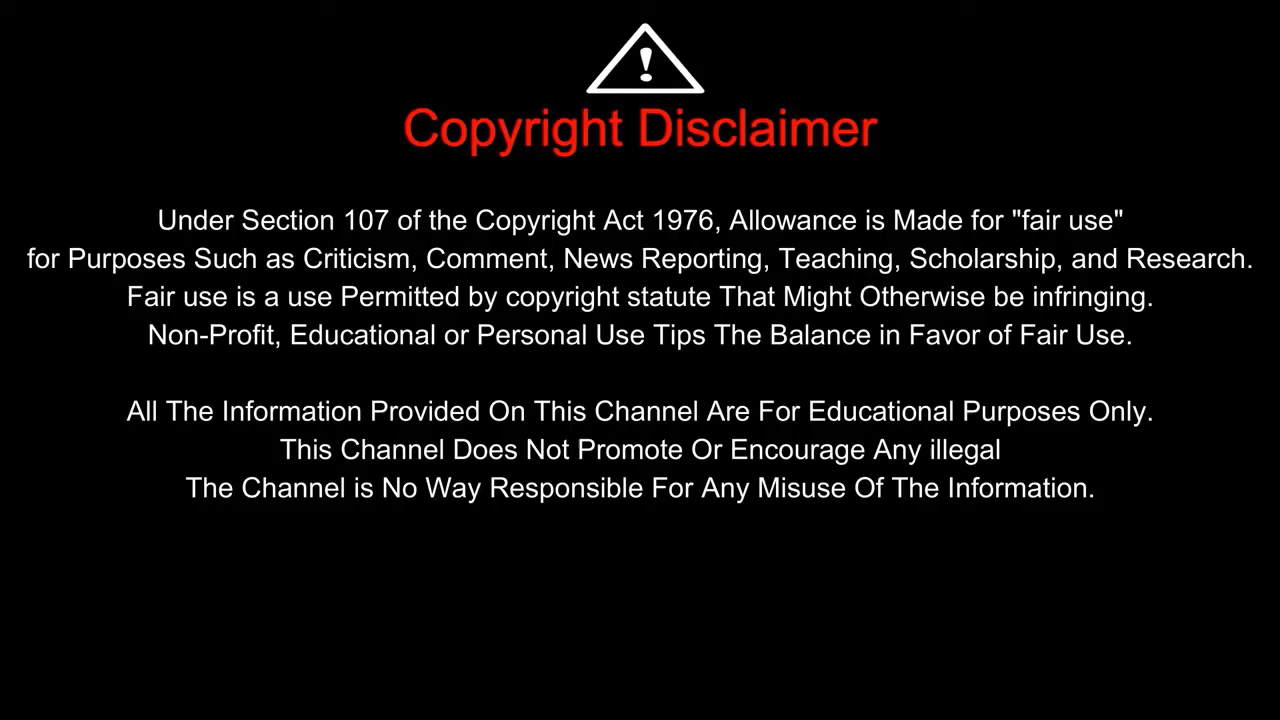 Copyright Disclaimer
Under Section 107 of the Copyright Act 1976, Allowance is Made for "fair use"
for Purposes Such as Criticism, Comment, News Reporting, Teaching, Scholarship, and Research.
Fair use is a use Permitted by copyright statute That Might Otherwise be infringing.
Non-Profit, Educational or Personal Use Tips The Balance in Favor of Fair Use.
All The Information Provided On This Channel Are For Educational Purposes Only.
This Channel Does Not Promote Or Encourage Any illegal
The Channel is No Way Responsible For Any Misuse Of The Information.